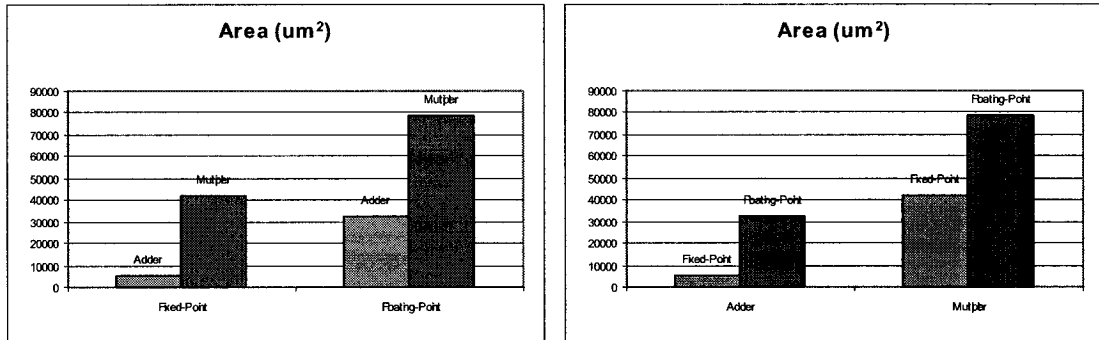 Area (um²)
90000
80000
70000
60000
50000
40000
30000
20000
10000
0
Multiplier
Multiplier
Adder
Adder
Fixed-Point
Floating-Point
Area (um²)
90000
80000
70000
60000
50000
40000
30000
20000
10000
0
Floating-Point
Fixed-Point
Floating-Point
Fixed-Point
Adder
Multiplier